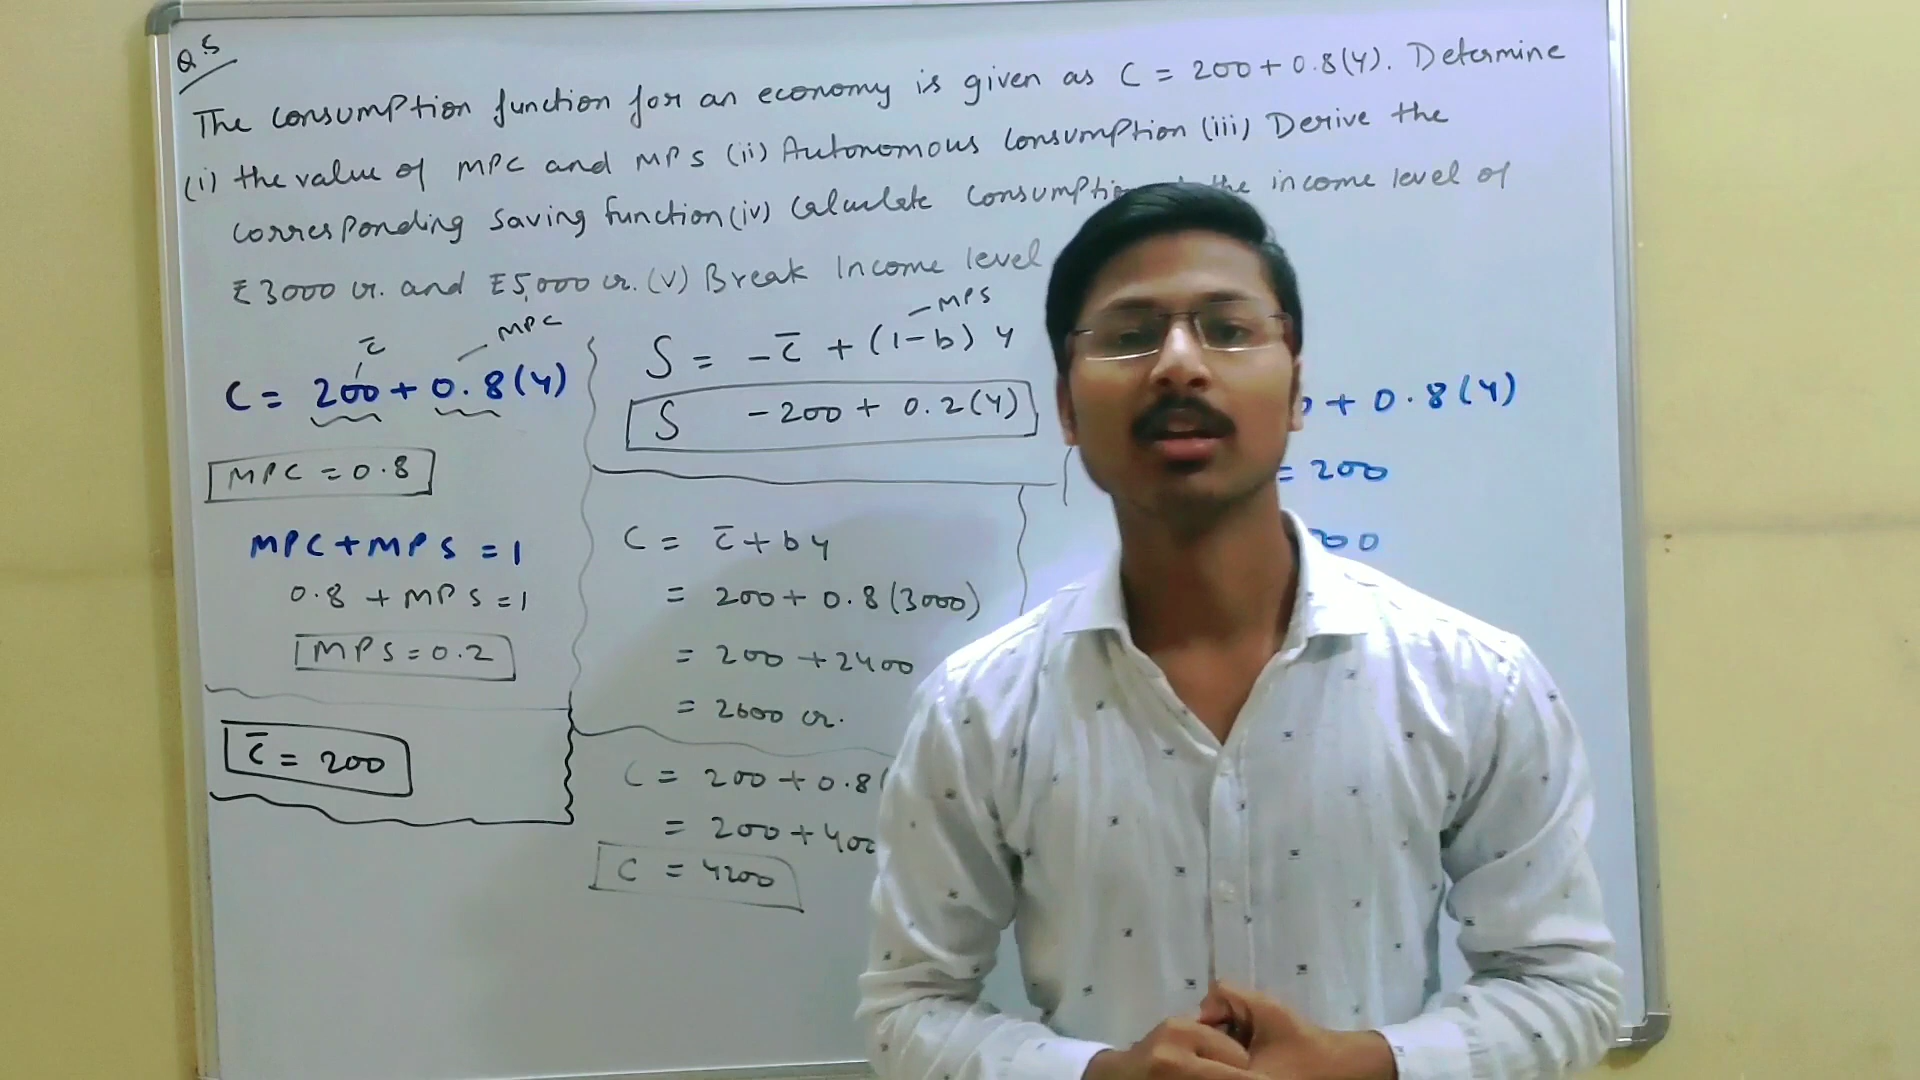 Q.5
The consumption function for an economy is given as C = 200 + 0.8(Y). Determine
(i) the value of MPC and MPS (ii) Autonomous Consumption (iii) Derive the
corresponding saving function (iv) Calculate the income level of
₹3000 cr. and ₹5,000 cr. (v) Break Income level
c̄
MPC
C = 200 + 0.8(Y)
MPC = 0.8
MPC + MPS = 1
0.8 + MPS = 1
MPS = 0.2
c̄ = 200
MPS
S = -c̄ + (1-b) Y
S -200 + 0.2(Y)
C = c̄ + by
= 200 + 0.8(3000)
= 200 + 2400
= 2600 cr.
C = 200 + 0.8(
= 200 + 400
C = 4200
+ 0.8(Y)
= 200
00